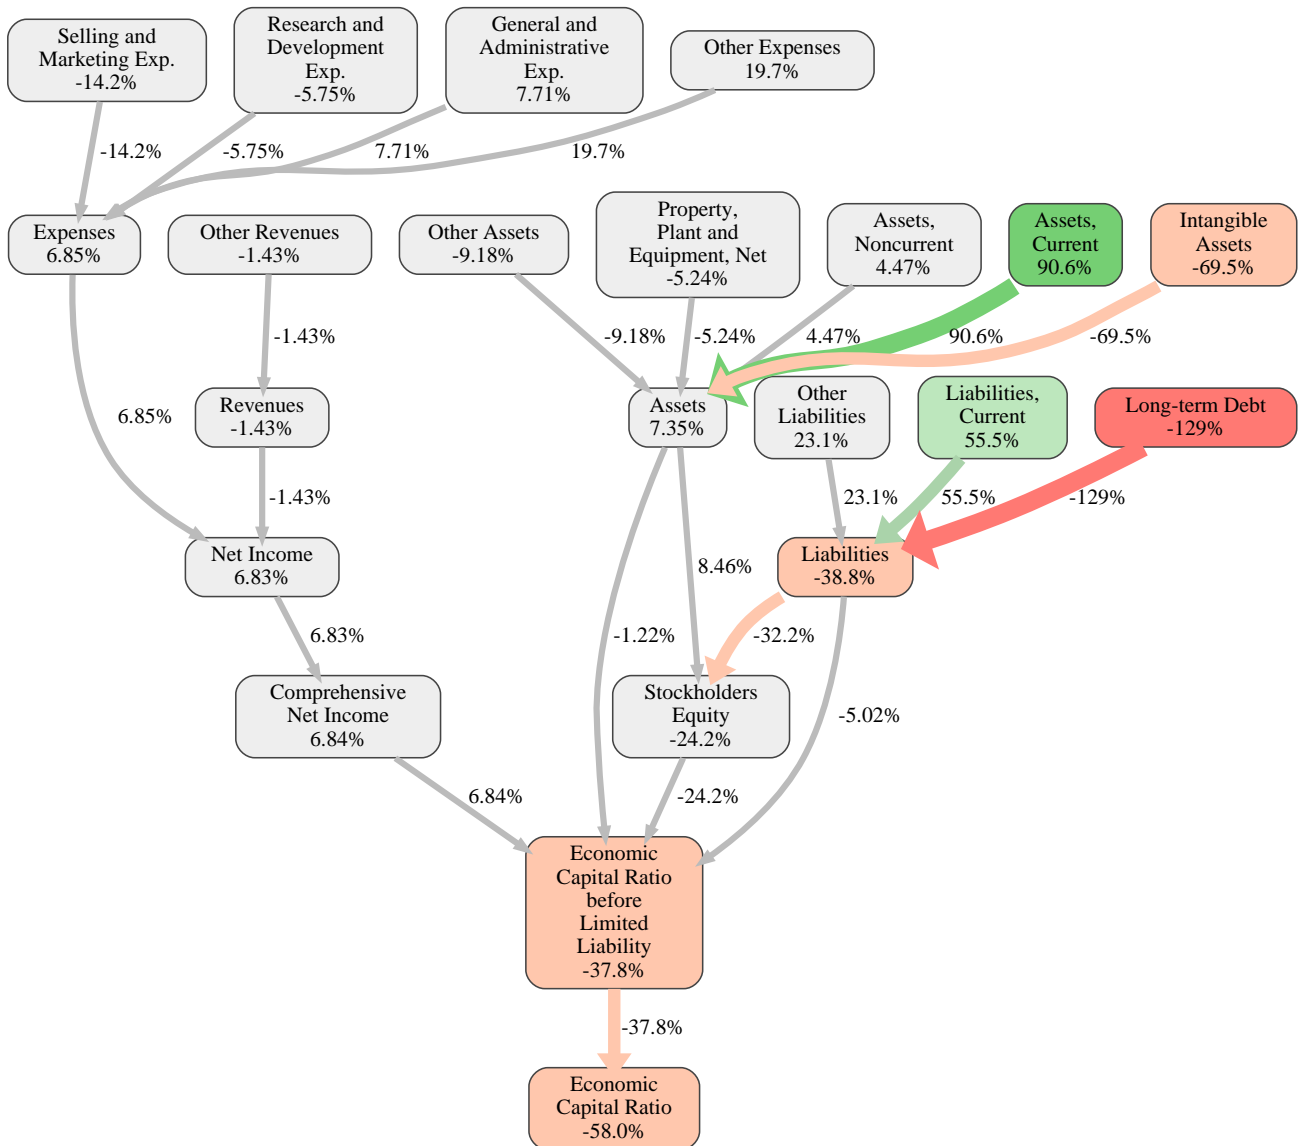 Selling and
Marketing Exp.
-14.2%
Research and
Development
Exp.
-5.75%
General and
Administrative
Exp.
7.71%
Other Expenses
19.7%
-14.2%
-5.75%
7.71%
19.7%
Expenses
6.85%
Other Revenues
-1.43%
Other Assets
-9.18%
Property,
Plant and
Equipment, Net
-5.24%
Assets,
Noncurrent
4.47%
Assets,
Current
90.6%
Intangible
Assets
-69.5%
-1.43%
-9.18%
-5.24%
4.47%
90.6%
-69.5%
6.85%
Revenues
-1.43%
Assets
7.35%
Other
Liabilities
23.1%
Liabilities,
Current
55.5%
Long-term Debt
-129%
-1.43%
23.1%
55.5%
-129%
Net Income
6.83%
8.46%
Liabilities
-38.8%
6.83%
-1.22%
-32.2%
Comprehensive
Net Income
6.84%
Stockholders
Equity
-24.2%
-5.02%
6.84%
-24.2%
Economic
Capital Ratio
before
Limited
Liability
-37.8%
-37.8%
Economic
Capital Ratio
-58.0%